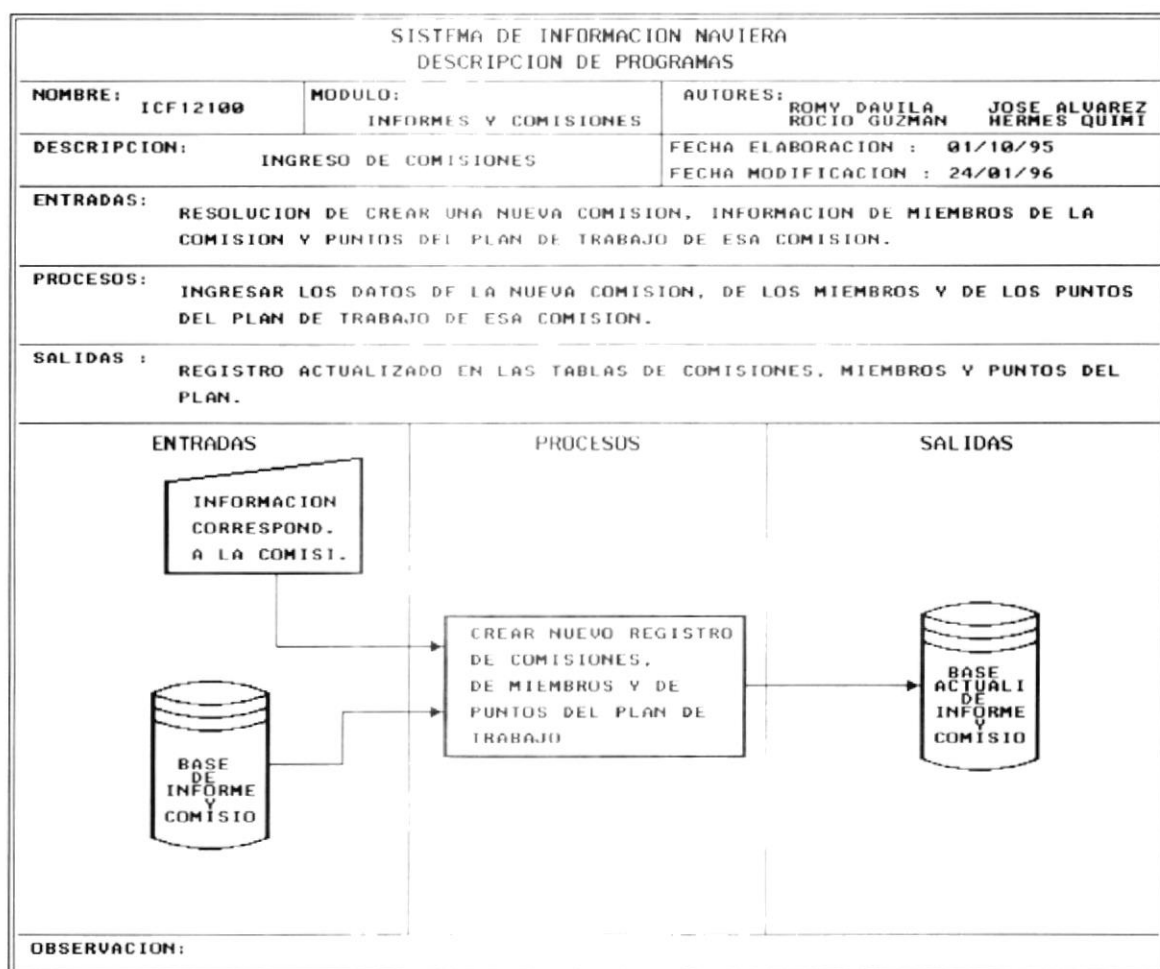 SISTEMA DE INFORMACION NAVIERA
DESCRIPCION DE PROGRAMAS
NOMBRE: ICF12100
MODULO: INFORMES Y COMISIONES
AUTORES: ROMY DAVILA JOSE ALVAREZ
ROCIO GUZMAN HERMES QUIMI
DESCRIPCION: INGRESO DE COMISIONES
FECHA ELABORACION : 01/10/95
FECHA MODIFICACION : 24/01/96
ENTRADAS:
RESOLUCION DE CREAR UNA NUEVA COMISION, INFORMACION DE MIEMBROS DE LA
COMISION Y PUNTOS DEL PLAN DE TRABAJO DE ESA COMISION.
PROCESOS:
INGRESAR LOS DATOS DE LA NUEVA COMISION, DE LOS MIEMBROS Y DE LOS PUNTOS
DEL PLAN DE TRABAJO DE ESA COMISION.
SALIDAS :
REGISTRO ACTUALIZADO EN LAS TABLAS DE COMISIONES, MIEMBROS Y PUNTOS DEL
PLAN.
ENTRADAS
PROCESOS
SALIDAS
INFORMACION
CORRESPOND.
A LA COMISI.
BASE
DE
INFORME
Y
COMISIO
CREAR NUEVO REGISTRO
DE COMISIONES,
DE MIEMBROS Y DE
PUNTOS DEL PLAN DE
TRABAJO
BASE
ACTUALI
DE
INFORME
Y
COMISIO
OBSERVACION: